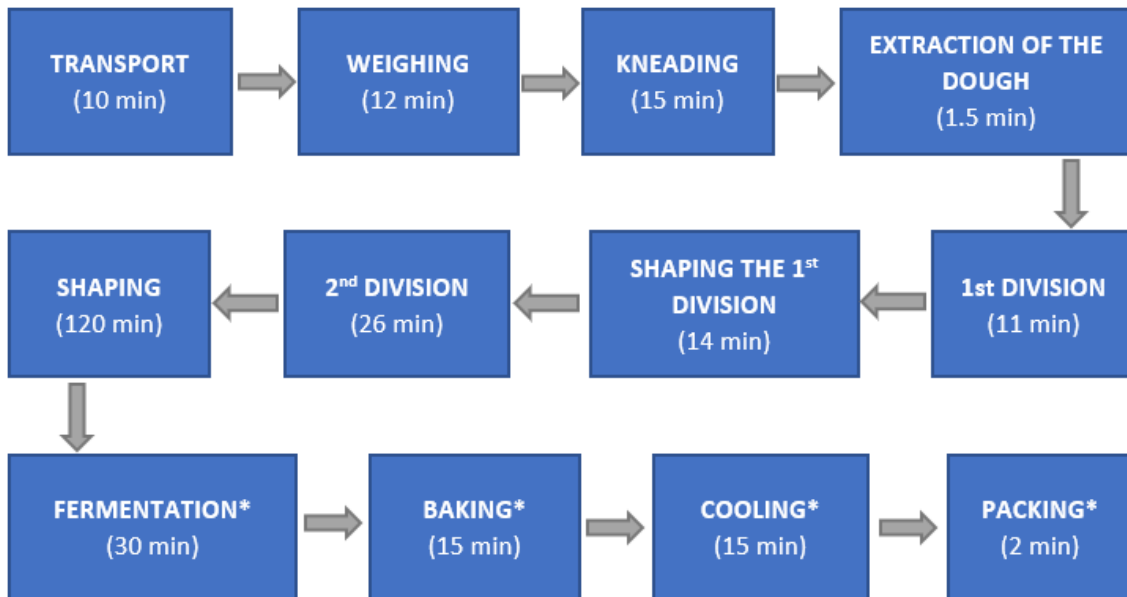 TRANSPORT
(10 min)
WEIGHING
(12 min)
KNEADING
(15 min)
EXTRACTION OF THE
DOUGH
(1.5 min)
1st DIVISION
(11 min)
SHAPING THE 1st
DIVISION
(14 min)
2nd DIVISION
(26 min)
SHAPING
(120 min)
FERMENTATION*
(30 min)
BAKING*
(15 min)
COOLING*
(15 min)
PACKING*
(2 min)